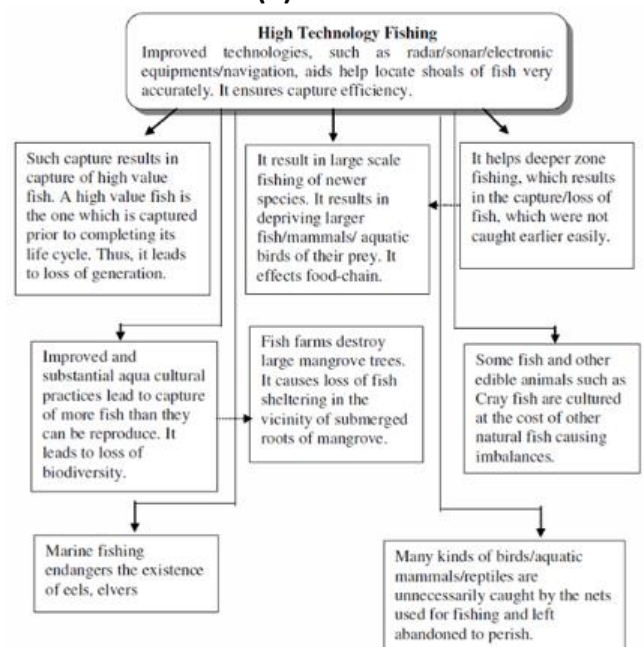 High Technology Fishing
Improved technologies, such as radar/sonar/electronic
equipments/navigation, aids help locate shoals of fish very
accurately. It ensures capture efficiency.
Such capture results in
capture of high value
fish. A high value fish is
the one which is captured
prior to completing its
life cycle. Thus, it leads
to loss of generation.
It result in large scale
fishing of newer
species. It results in
depriving larger
fish/mammals/ aquatic
birds of their prey. It
effects food-chain.
It helps deeper zone
fishing, which results
in the capture/loss of
fish, which were not
caught earlier easily.
Improved and
substantial aqua cultural
practices lead to capture
of more fish than they
can be reproduce. It
leads to loss of
biodiversity.
Fish farms destroy
large mangrove trees.
It causes loss of fish
sheltering in the
vicinity of submerged
roots of mangrove.
Some fish and other
edible animals such as
Cray fish are cultured
at the cost of other
natural fish causing
imbalances.
Marine fishing
endangers the existence
of eels, elvers
Many kinds of birds/aquatic
mammals/reptiles are
unnecessarily caught by the nets
used for fishing and left
abandoned to perish.